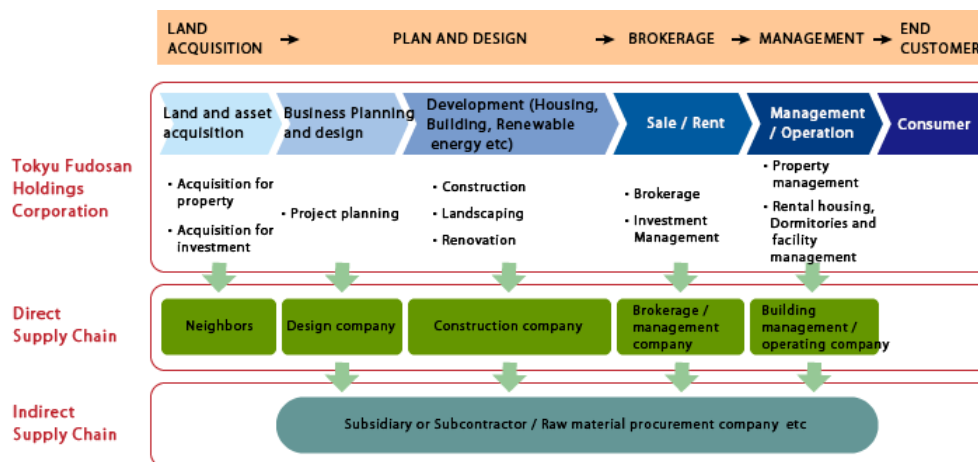 LAND
ACQUISITION
PLAN AND DESIGN
BROKERAGE
MANAGEMENT
END
CUSTOMER
Tokyu Fudosan
Holdings
Corporation
Land and asset
acquisition
Business Planning
and design
Development (Housing,
Building, Renewable
energy etc)
Sale / Rent
Management
/ Operation
Consumer
• Acquisition for
property
• Acquisition for
investment
• Project planning
• Construction
• Landscaping
• Renovation
• Brokerage
• Investment
Management
• Property
management
• Rental housing,
Dormitories and
facility
management
Direct
Supply Chain
Neighbors
Design company
Construction company
Brokerage /
management
company
Building
management /
operating company
Indirect
Supply Chain
Subsidiary or Subcontractor / Raw material procurement company etc